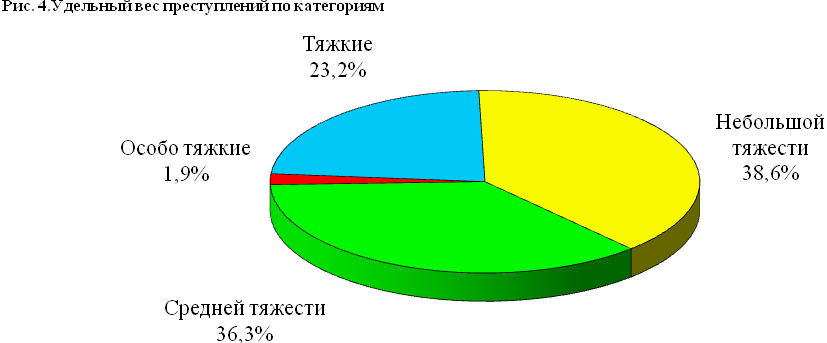 Рис. 4.Удельный вес преступлений по категориям
Тяжкие
23,2%
Небольшой
тяжести
38,6%
Особо тяжкие
1,9%
Средней тяжести
36,3%